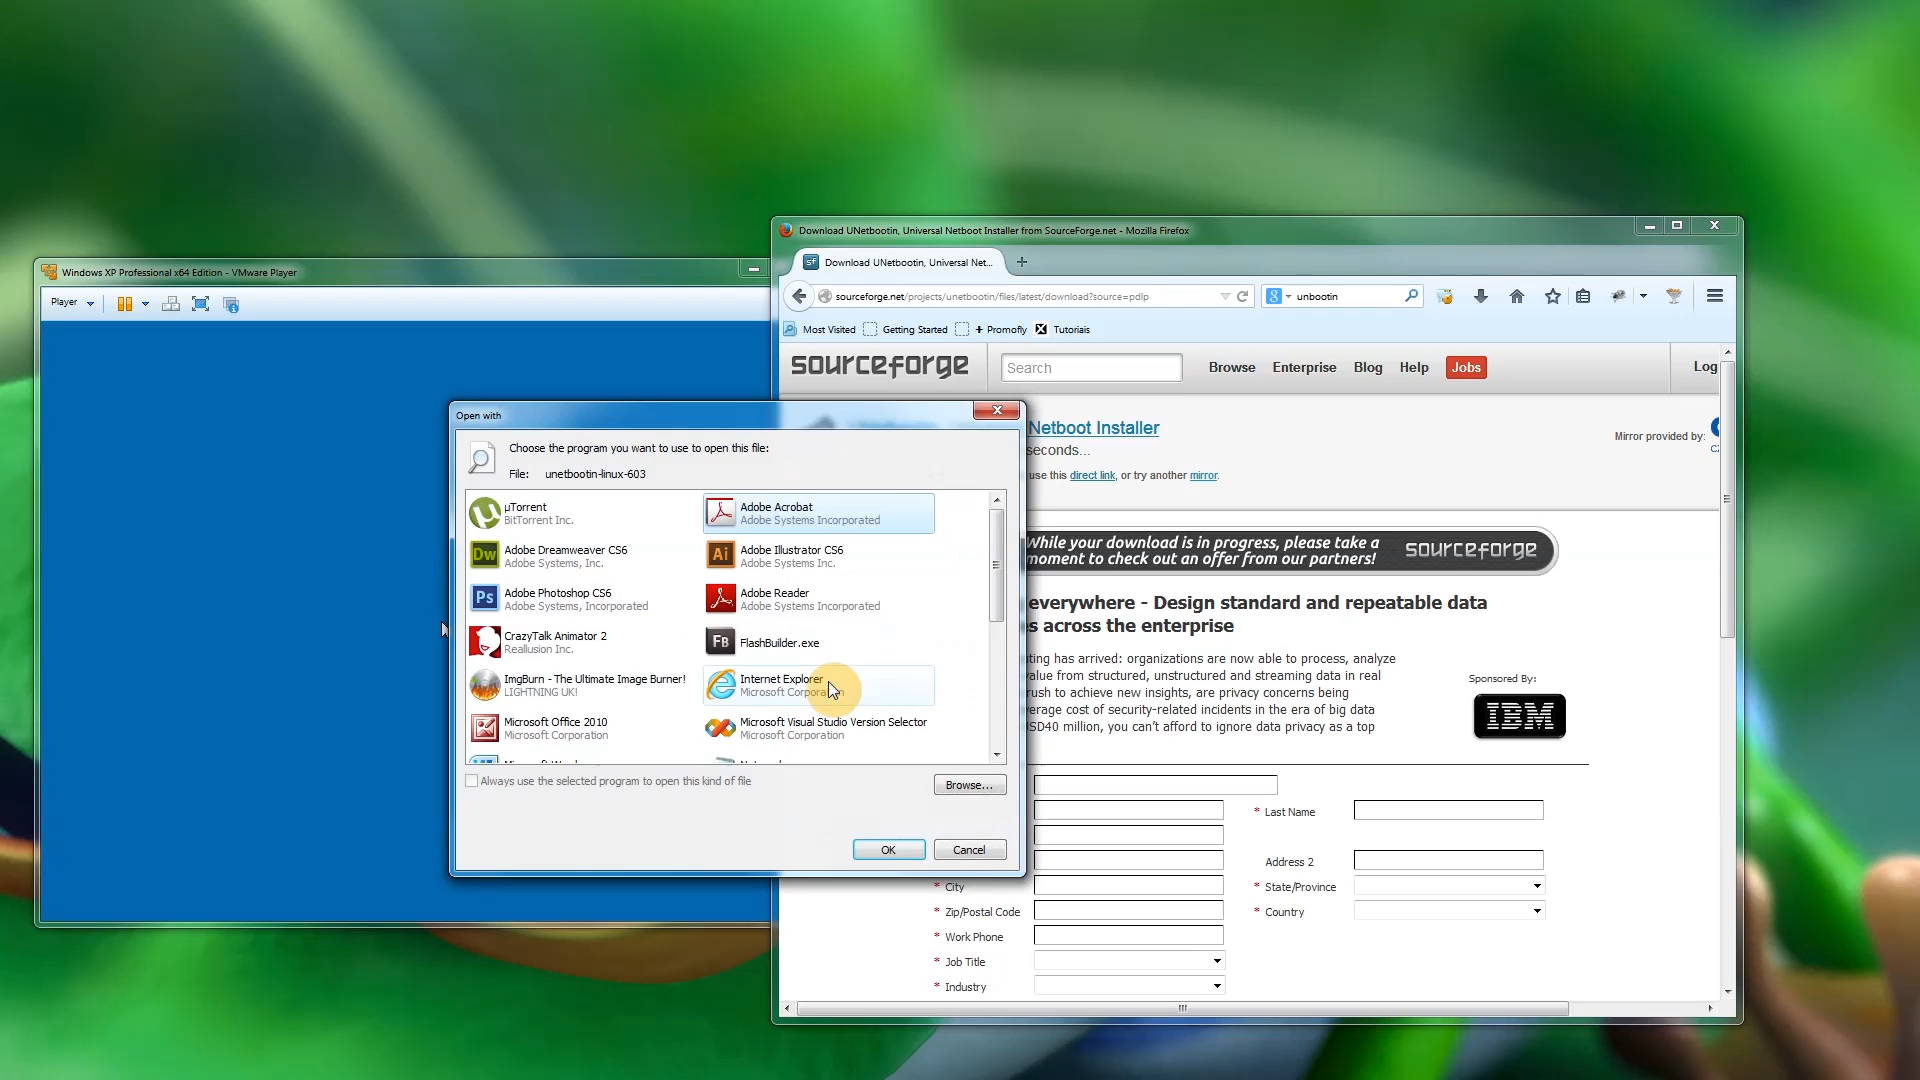 Windows XP Professional x64 Edition - VMware Player
Player
Download UNetbootin, Universal Netboot Installer from SourceForge.net - Mozilla Firefox
Download UNetbootin, Universal Net...
sourceforge.net/projects/unetbootin/files/latest/download?source=pdlp
unbootin
Most Visited
Getting Started
+ Promofly
Tutorials
sourceforge
Search
Browse
Enterprise
Blog
Help
Jobs
Log
Netboot Installer
seconds...
use this direct link, or try another mirror.
Mirror provided by:
While your download is in progress, please take a
moment to check out an offer from our partners!
sourceforge
everywhere - Design standard and repeatable data
s across the enterprise
ting has arrived: organizations are now able to process, analyze
value from structured, unstructured and streaming data in real
rush to achieve new insights, are privacy concerns being
verage cost of security-related incidents in the era of big data
SD40 million, you can't afford to ignore data privacy as a top
Sponsored By:
IBM
* Last Name
Address 2
* City
* State/Province
* Zip/Postal Code
* Country
* Work Phone
* Job Title
* Industry
Open with
Choose the program you want to use to open this file:
File: unetbootin-linux-603
µTorrent
BitTorrent Inc.
Adobe Acrobat
Adobe Systems Incorporated
Dw
Adobe Dreamweaver CS6
Adobe Systems, Inc.
Ai
Adobe Illustrator CS6
Adobe Systems Inc.
Ps
Adobe Photoshop CS6
Adobe Systems, Incorporated
Adobe Reader
Adobe Systems Incorporated
CrazyTalk Animator 2
Reallusion Inc.
FB
FlashBuilder.exe
ImgBurn - The Ultimate Image Burner!
LIGHTNING UK!
Internet Explorer
Microsoft Corporation
Microsoft Office 2010
Microsoft Corporation
Microsoft Visual Studio Version Selector
Microsoft Corporation
Always use the selected program to open this kind of file
Browse...
OK
Cancel